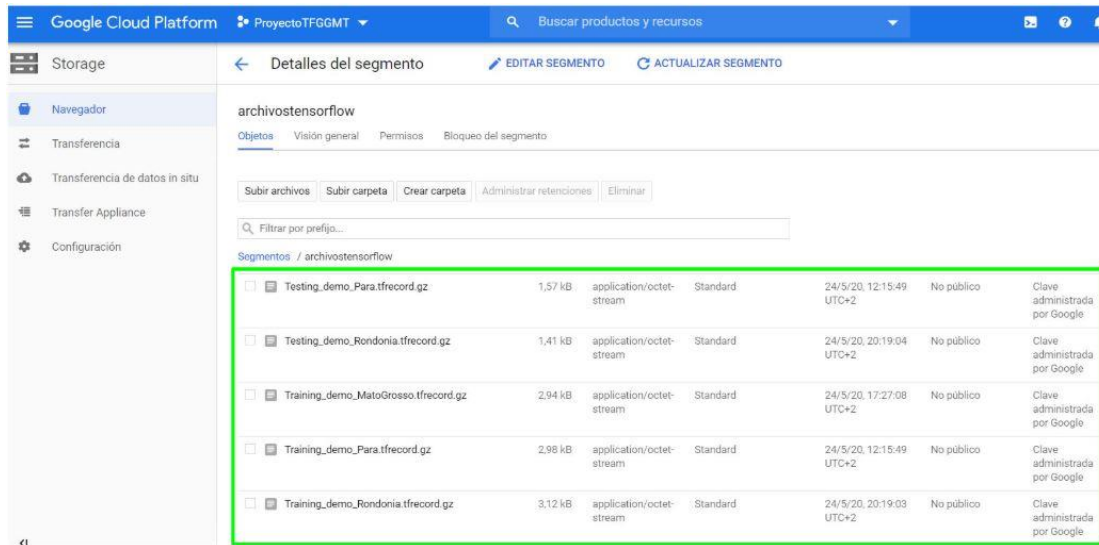 Google Cloud Platform ProyectoTFGGMT Buscar productos y recursos
Storage Detalles del segmento EDITAR SEGMENTO ACTUALIZAR SEGMENTO
Navegador
Transferencia
Transferencia de datos in situ
Transfer Appliance
Configuración
archivostensorflow
Objetos Visión general Permisos Bloqueo del segmento
Subir archivos Subir carpeta Crear carpeta Administrar retenciones Eliminar
Filtrar por prefijo...
Segmentos / archivostensorflow
Testing_demo_Para.tfrecord.gz 1,57 kB application/octet- Standard 24/5/20, 12:15:49 No público Clave
stream UTC+2 administrada
por Google
Testing_demo_Rondonia.tfrecord.gz 1,41 kB application/octet- Standard 24/5/20, 20:19:04 No público Clave
stream UTC+2 administrada
por Google
Training_demo_MatoGrosso.tfrecord.gz 2,94 kB application/octet- Standard 24/5/20, 17:27:08 No público Clave
stream UTC+2 administrada
por Google
Training_demo_Para.tfrecord.gz 2,98 kB application/octet- Standard 24/5/20, 12:15:49 No público Clave
stream UTC+2 administrada
por Google
Training_demo_Rondonia.tfrecord.gz 3,12 kB application/octet- Standard 24/5/20, 20:19:03 No público Clave
stream UTC+2 administrada
por Google